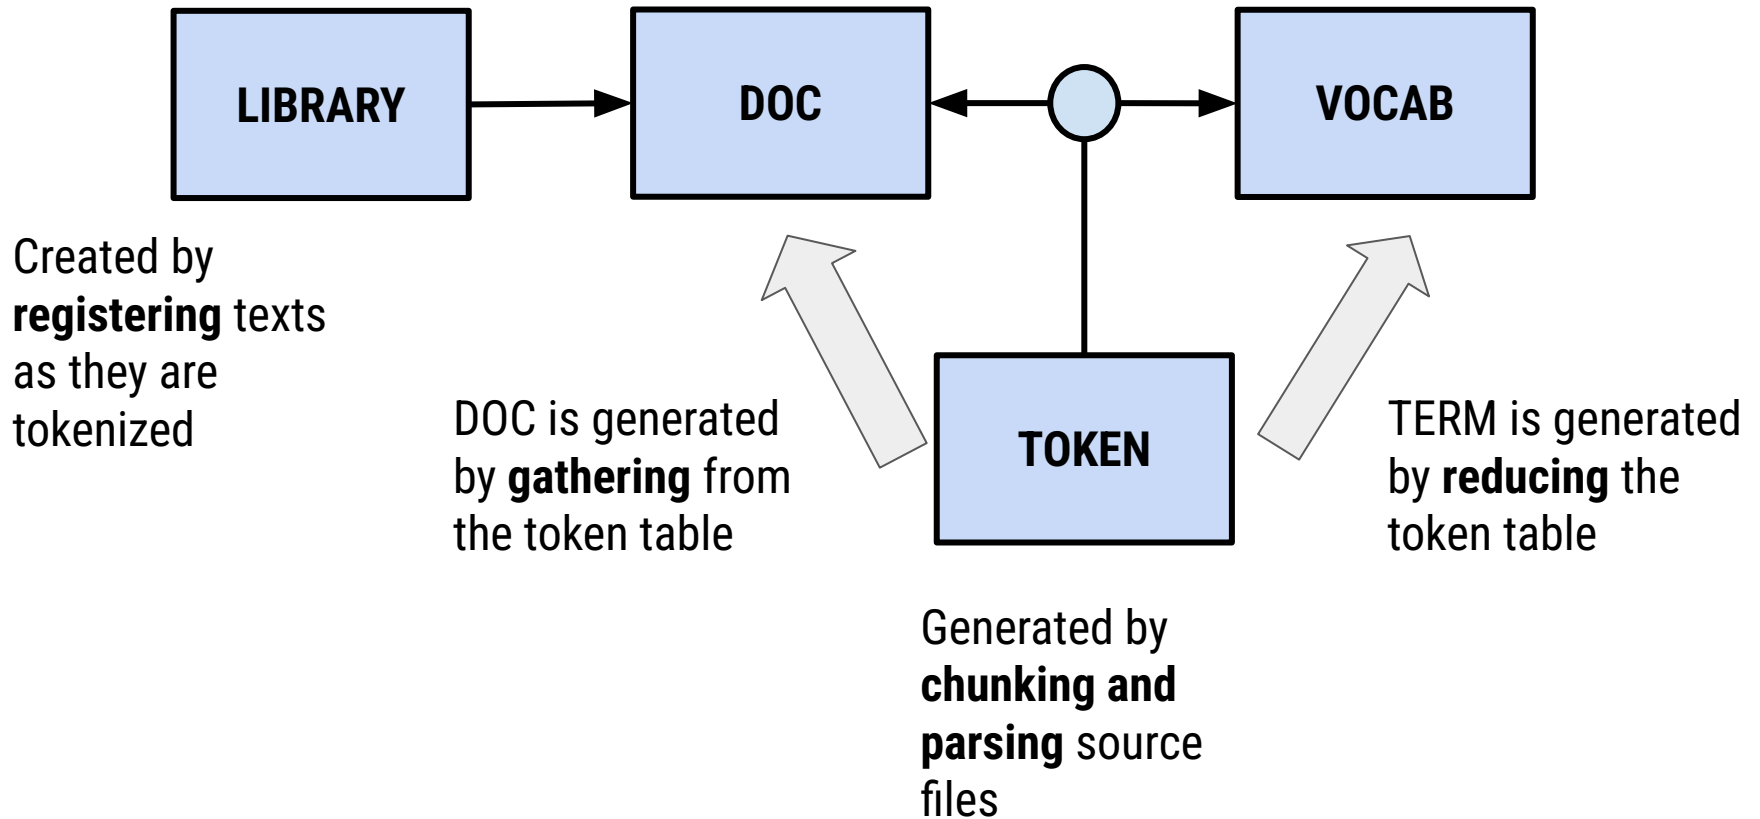 LIBRARY
DOC
VOCAB
Created by
registering texts
as they are
tokenized
DOC is generated
by gathering from
the token table
TOKEN
TERM is generated
by reducing the
token table
Generated by
chunking and
parsing source
files